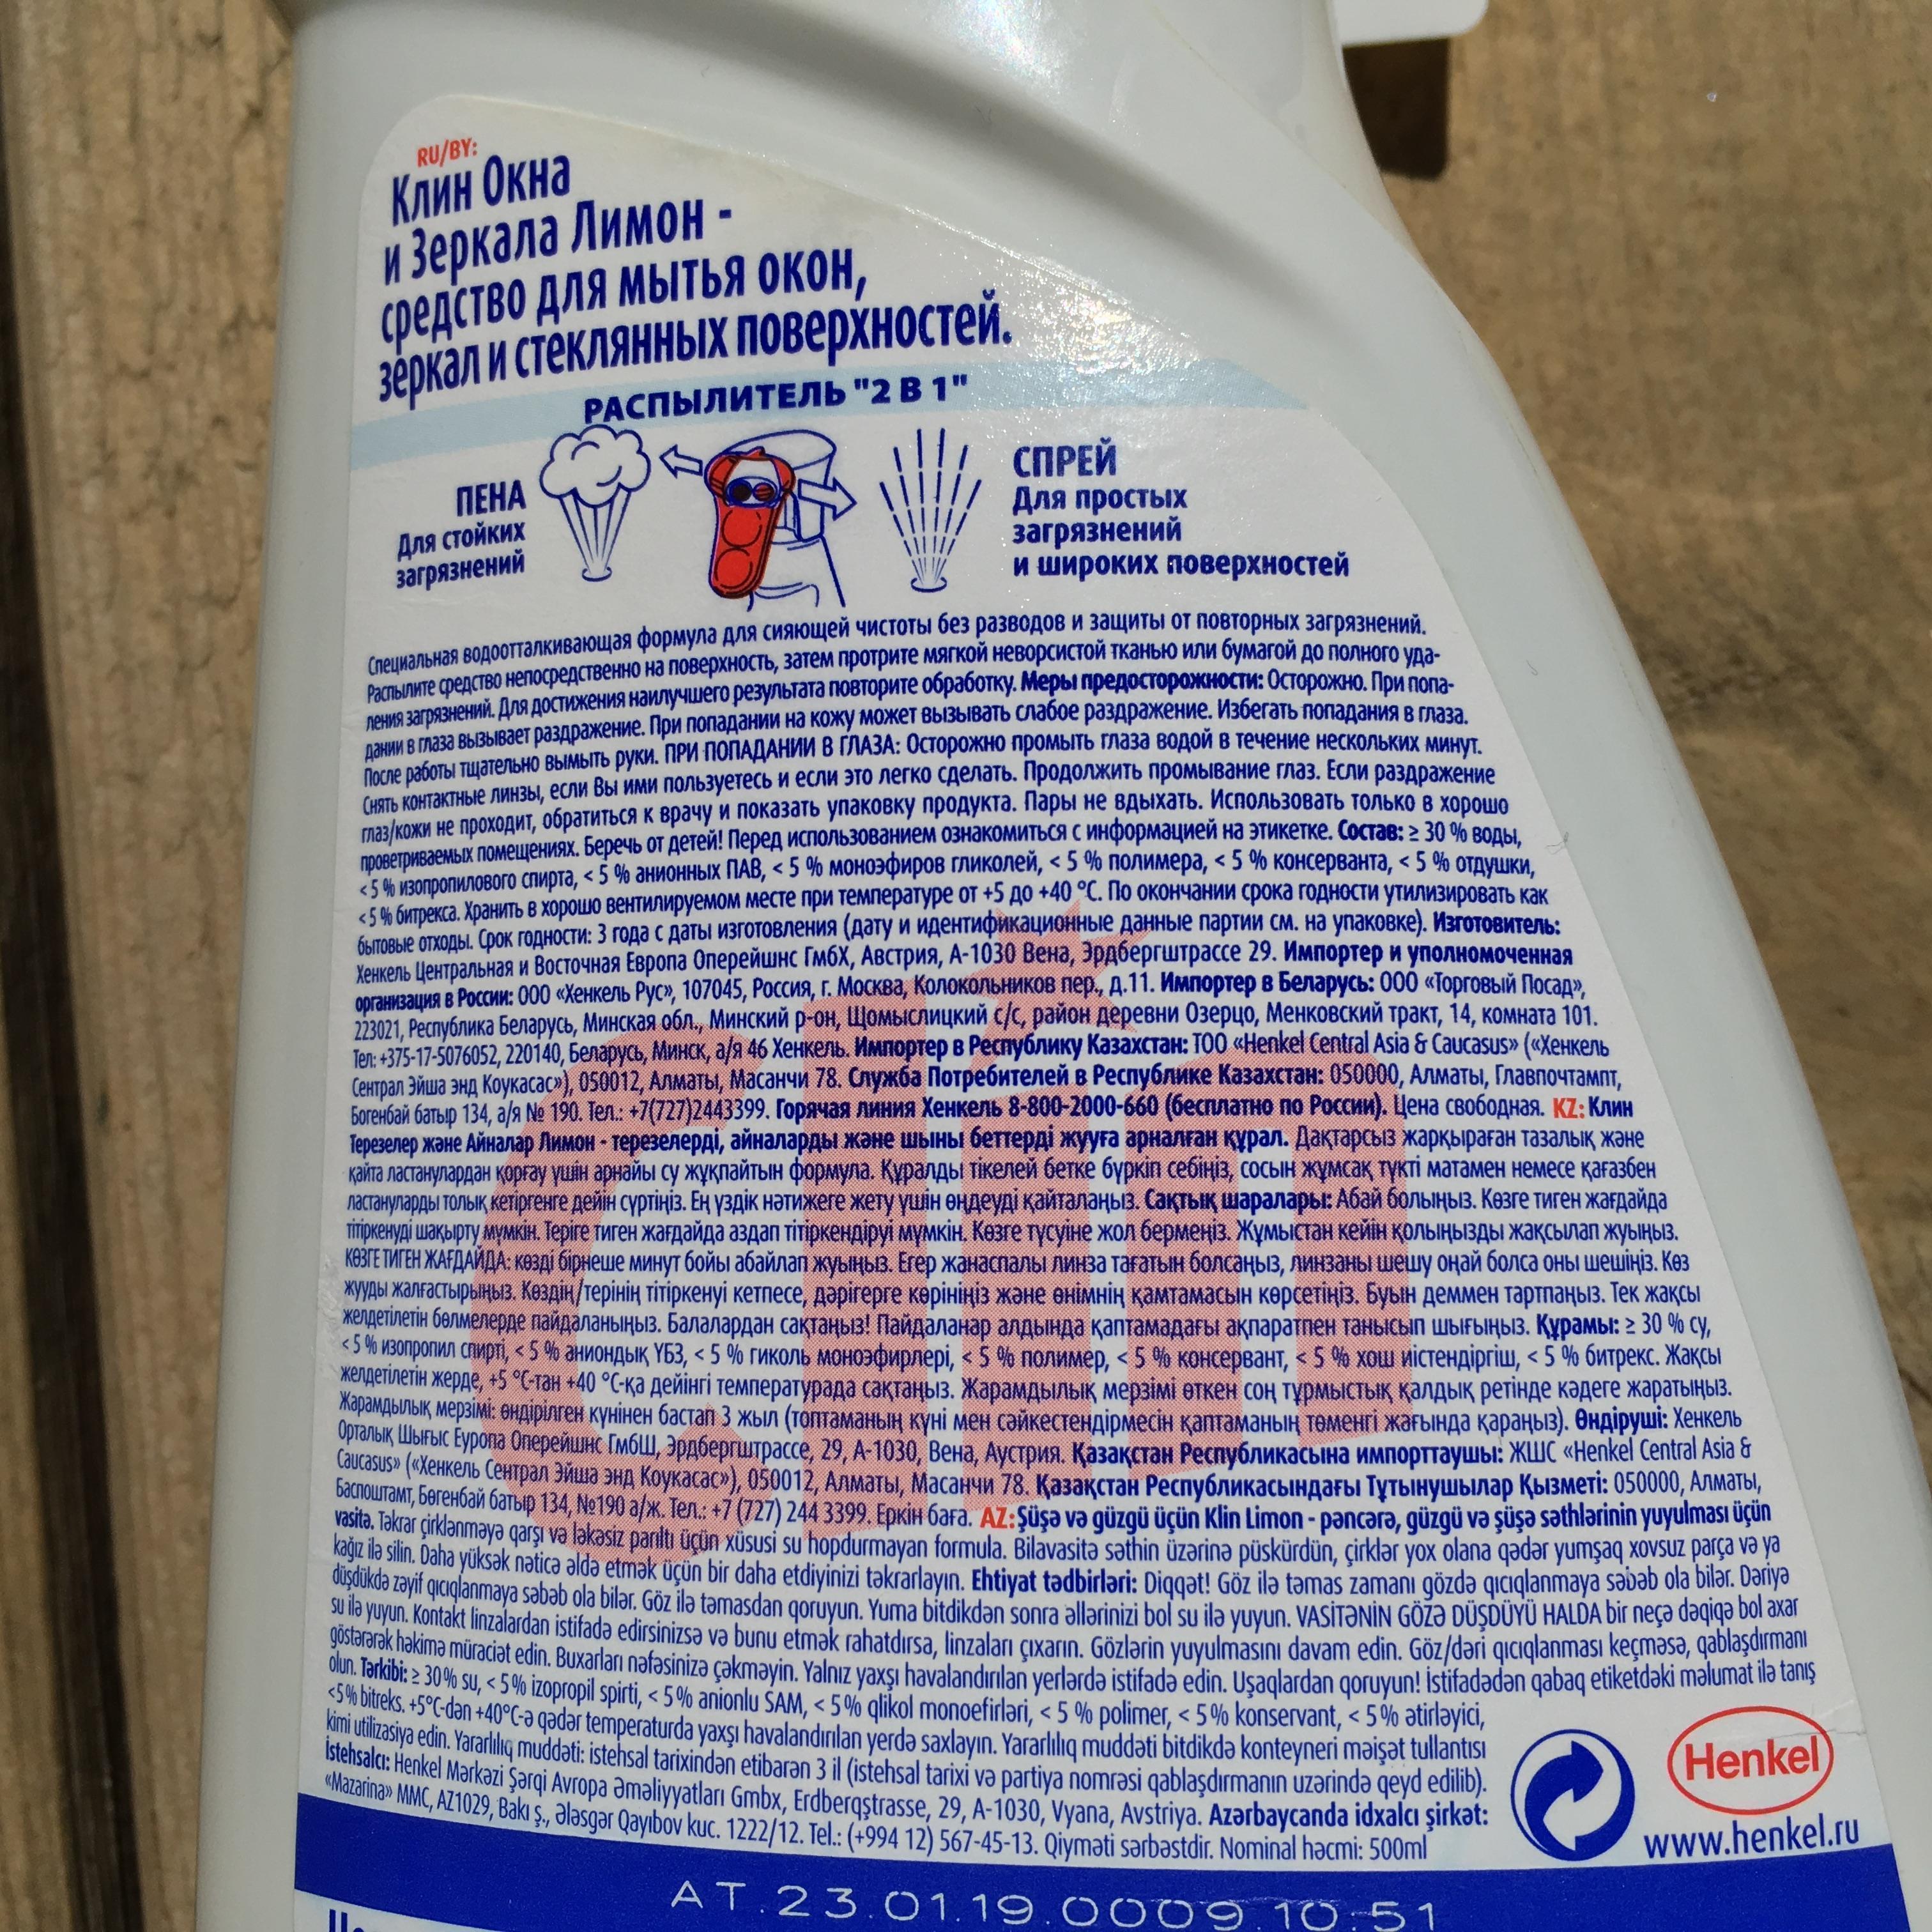 RU/BY:
Клин Окна
и Зеркала Лимон -
средство для мытья окон,
зеркал и стеклянных поверхностей.
РАСПЫЛИТЕЛЬ "2 В 1"
ПЕНА
Для стойких
загрязнений
СПРЕЙ
Для простых
загрязнений
и широких поверхностей
Специальная водоотталкивающая формула для сияющей чистоты без разводов и защиты от повторных загрязнений.
Распылите средство непосредственно на поверхность, затем протрите мягкой неворсистой тканью или бумагой до полного уда-
ления загрязнений. Для достижения наилучшего результата повторите обработку. Меры предосторожности: Осторожно. При попа-
дании в глаза вызывает раздражение. При попадании на кожу может вызывать слабое раздражение. Избегать попадания в глаза.
После работы тщательно вымыть руки. ПРИ ПОПАДАНИИ В ГЛАЗА: Осторожно промыть глаза водой в течение нескольких минут.
Снять контактные линзы, если Вы ими пользуетесь и если это легко сделать. Продолжить промывание глаз. Если раздражение
глаз/кожи не проходит, обратиться к врачу и показать упаковку продукта. Пары не вдыхать. Использовать только в хорошо
проветриваемых помещениях. Беречь от детей! Перед использованием ознакомиться с информацией на этикетке. Состав: ≥ 30 % воды,
< 5 % изопропилового спирта, < 5 % анионных ПАВ, < 5 % моноэфиров гликолей, < 5 % полимера, < 5 % консерванта, < 5 % отдушки,
< 5 % битрекса. Хранить в хорошо вентилируемом месте при температуре от +5 до +40 °C. По окончании срока годности утилизировать как
бытовые отходы. Срок годности: 3 года с даты изготовления (дату и идентификационные данные партии см. на упаковке). Изготовитель:
Хенкель Центральная и Восточная Европа Оперейшнс ГмбХ, Австрия, А-1030 Вена, Эрдбергштрассе 29. Импортер и уполномоченная
организация в России: ООО «Хенкель Рус», 107045, Россия, г. Москва, Колокольников пер., д.11. Импортер в Беларусь: ООО «Торговый Посад»,
223021, Республика Беларусь, Минская обл., Минский р-он, Щомыслицкий с/с, район деревни Озерцо, Менковский тракт, 14, комната 101.
Тел: +375-17-5076052, 220140, Беларусь, Минск, а/я 46 Хенкель. Импортер в Республику Казахстан: ТОО «Henkel Central Asia & Caucasus» («Хенкель
Сентрал Эйша энд Коукасас»), 050012, Алматы, Масанчи 78. Служба Потребителей в Республике Казахстан: 050000, Алматы, Главпочтампт,
Богенбай батыр 134, а/я № 190. Тел.: +7(727)2443399. Горячая линия Хенкель 8-800-2000-660 (бесплатно по России). Цена свободная. KZ: Клин
Терезелер және Айналар Лимон - терезелерді, айналарды және шыны беттерді жууға арналған құрал. Дақтарсыз жарқыраған тазалық және
қайта ластанулардан қорғау үшін арнайы су жұқпайтын формула. Құралды тікелей бетке бүркіп себіңіз, сосын жұмсақ түкті матамен немесе қағазбен
ластануларды толық кетіргенге дейін сүртіңіз. Ең үздік нәтижеге жету үшін өңдеуді қайталаңыз. Сақтық шаралары: Абай болыңыз. Көзге тиген жағдайда
тітіркенуді шақырту мүмкін. Теріге тиген жағдайда аздап тітіркендіруі мүмкін. Көзге түсуіне жол бермеңіз. Жұмыстан кейін қолыңызды жақсылап жуыңыз.
КӨЗГЕ ТИГЕН ЖАҒДАЙДА: көзді бірнеше минут бойы абайлап жуыңыз. Егер жанаспалы линза тағатын болсаңыз, линзаны шешу оңай болса оны шешіңіз. Көз
жууды жалғастырыңыз. Көздің/терінің тітіркенуі кетпесе, дәрігерге көрініңіз және өнімнің қамтамасын көрсетіңіз. Буын деммен тартпаңыз. Тек жақсы
желдетілетін бөлмелерде пайдаланыңыз. Балалардан сақтаңыз! Пайдаланар алдында қаптамадағы ақпаратпен танысып шығыңыз. Құрамы: ≥ 30 % су,
< 5 % изопропил спирті, < 5 % аниондық ҮБЗ, < 5 % гиколь моноэфирлері, < 5 % полимер, < 5 % консервант, < 5 % хош иістендіргіш, < 5 % битрекс. Жақсы
желдетілетін жерде, +5 °C-тан +40 °C-қа дейінгі температурада сақтаңыз. Жарамдылық мерзімі өткен соң тұрмыстық қалдық ретінде кәдеге жаратыңыз.
Жарамдылық мерзімі: өндірілген күнінен бастап 3 жыл (топтаманың күні мен сәйкестендірмесін қаптаманың төменгі жағында қараңыз). Өндіруші: Хенкель
Орталық Шығыс Еуропа Оперейшнс ГмбШ, Эрдбергштрассе, 29, А-1030, Вена, Аустрия. Қазақстан Республикасына импорттаушы: ЖШС «Henkel Central Asia &
Caucasus» («Хенкель Сентрал Эйша энд Коукасас»), 050012, Алматы, Масанчи 78. Қазақстан Республикасындағы Тұтынушылар Қызметі: 050000, Алматы,
Баспоштамт, Бөгенбай батыр 134, №190 а/ж. Тел.: +7 (727) 244 3399. Еркін баға. AZ: Şüşə və güzgü üçün Klin Limon - pəncərə, güzgü və şüşə səthlərinin yuyulması üçün
vasitə. Təkrar çirklənməyə qarşı və ləkəsiz parıltı üçün xüsusi su hopdurmayan formula. Bilavasitə səthin üzərinə püskürdün, çirklər yox olana qədər yumşaq xovsuz parça və ya
kağız ilə silin. Daha yüksək nəticə əldə etmək üçün bir daha etdiyinizi təkrarlayın. Ehtiyat tədbirləri: Diqqət! Göz ilə təmas zamanı gözdə qıcıqlanmaya səbəb ola bilər. Dəriyə
düşdükdə zəyif qıcıqlanmaya səbəb ola bilər. Göz ilə təmasdan qoruyun. Yuma bitdikdən sonra əllərinizi bol su ilə yuyun. VASİTƏNİN GÖZƏ DÜŞDÜYÜ HALDA bir neçə dəqiqə bol axar
su ilə yuyun. Kontakt linzalardan istifadə edirsinizsə və bunu etmək rahatdırsa, linzaları çıxarın. Gözlərin yuyulmasını davam edin. Göz/dəri qıcıqlanması keçməsə, qablaşdırmanı
göstərərək həkimə müraciət edin. Buxarları nəfəsinizə çəkməyin. Yalnız yaxşı havalandırılan yerlərdə istifadə edin. Uşaqlardan qoruyun! İstifadədən qabaq etiketdəki məlumat ilə tanış
olun. Tərkibi: ≥ 30 % su, < 5 % izopropil spirti, < 5 % anionlu SAM, < 5 % qlikol monoefirləri, < 5 % polimer, < 5 % konservant, < 5 % ətirləyici,
<5 % bitreks. +5°C-dən +40°C-ə qədər temperaturda yaxşı havalandırılan yerdə saxlayın. Yararlılıq muddəti bitdikdə konteyneri məişət tullantısı
kimi utilizasiya edin. Yararlılıq muddəti: istehsal tarixindən etibarən 3 il (istehsal tarixi və partiya nomrəsi qablaşdırmanın uzərində qeyd edilib).
İstehsalcı: Henkel Mərkəzi Şərqi Avropa Əməliyyatları Gmbx, Erdberqştrasse, 29, A-1030, Vyana, Avstriya. Azərbaycanda idxalcı şirkət:
«Mazarina» MMC, AZ1029, Bakı ş., Ələsgər Qayıbov kuc. 1222/12. Tel.: (+994 12) 567-45-13. Qiyməti sərbəstdir. Nominal həcmi: 500ml
Henkel
www.henkel.ru
AT.23.01.19.0009.10:51